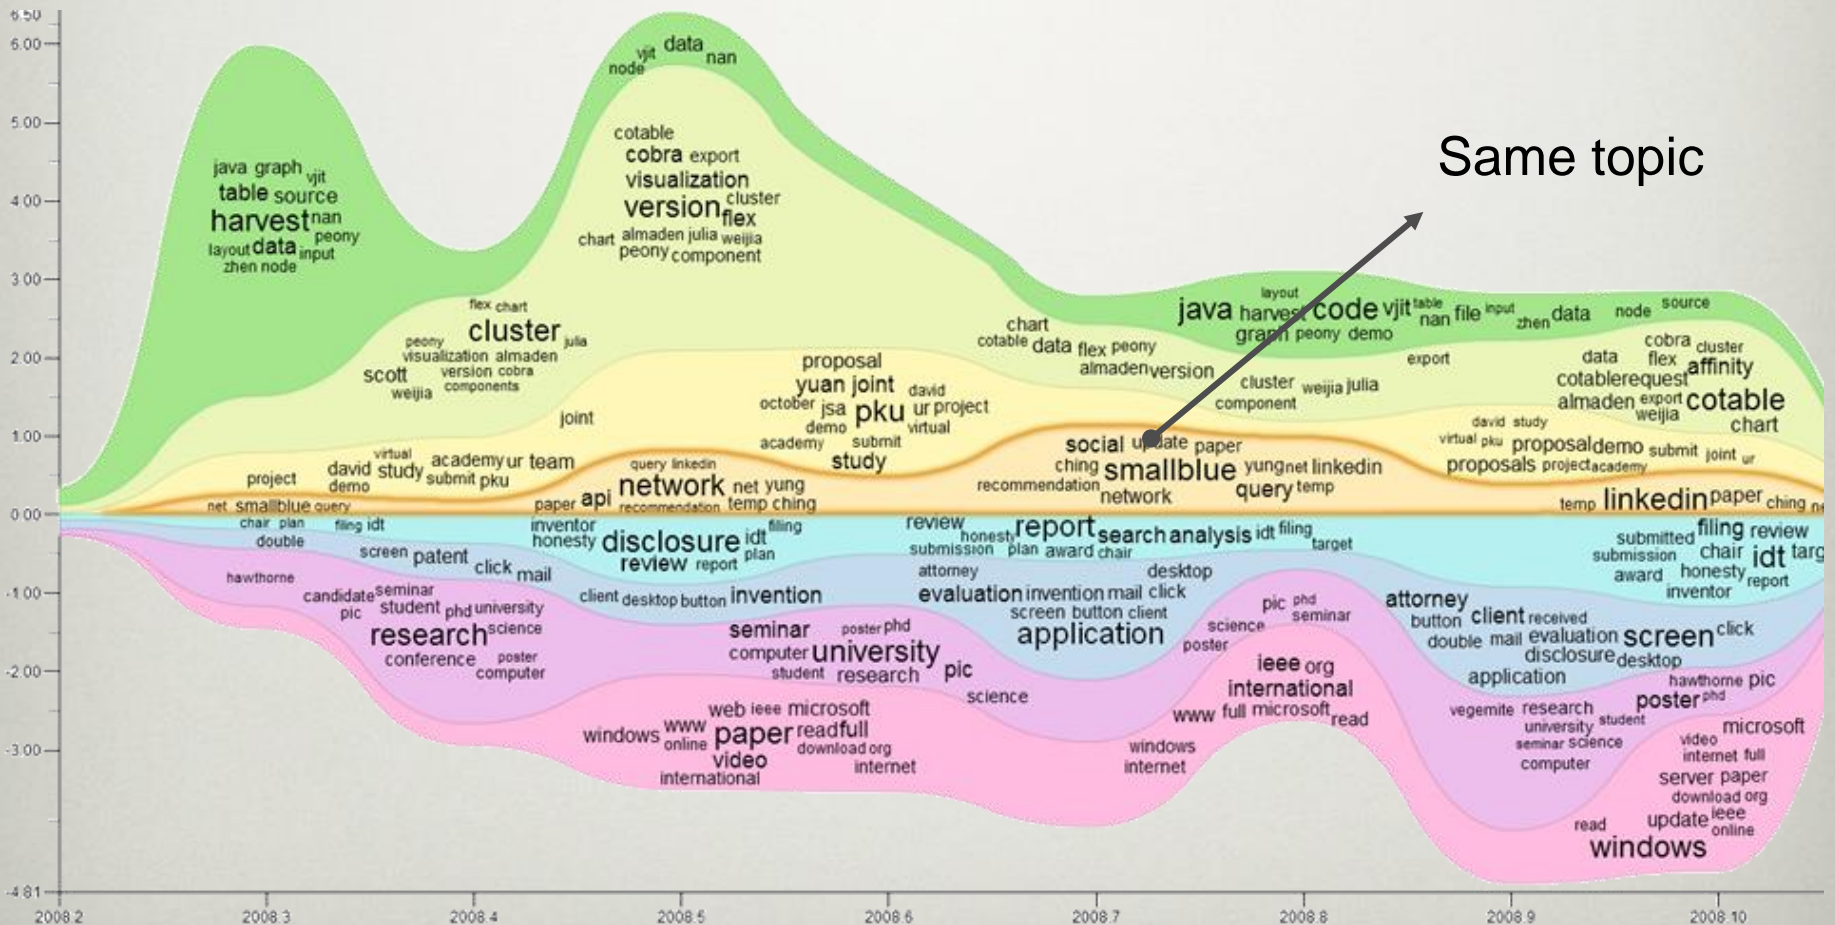 6.50
6.00
5.00
4.00
3.00
2.00
1.00
0.00
-1.00
-2.00
-3.00
-4.81
Same topic
java graph vjit
table source
harvest nan
peony
layout data input
zhen node
node vjit data nan
cotable
cobra export
visualization
version cluster
flex
chart almaden julia weijia
peony component
flex chart
cluster
peony julia
visualization almaden
scott version cobra
weijia components
chart
cotable data flex peony
almaden version
layout
java harvest code vjit table
nan file input zhen data node source
graph peony demo
export
cluster weijia julia
component
cobra cluster
data flex affinity
cotable request
almaden export cotable
weijia
chart
joint
virtual
project david study academy ur team
demo submit pku
proposal
yuan joint david
october jsa pku ur project
demo virtual
academy submit
study
david study
virtual pku proposal demo submit joint ur
proposals project academy
net smallblue query
query linkedin
network net yung
paper api recommendation temp ching
social update paper
ching smallblue yung net linkedin
recommendation query temp
network
temp linkedin paper ching
chair plan filing idt
double
inventor filing
honesty disclosure idt
review report plan
review
honesty report search analysis idt filing
submission plan award chair target
filing review
submitted
submission chair idt targ
award honesty report
inventor
screen patent click mail
client desktop button invention
attorney desktop
evaluation invention mail click
screen button client
application
attorney
button client received
double mail evaluation screen click
disclosure desktop
application
hawthorne
candidate seminar
pic student phd university
research science
conference poster
computer
seminar poster phd
computer university
student research pic
science
pic phd
science seminar
poster
hawthorne pic
poster phd
vegemite research
university student
seminar science
computer
web ieee microsoft
windows www paper read full
online download org
video internet
international
windows
internet
ieee org
international
www full microsoft read
microsoft
video
internet full
server paper
download org
read update ieee
online
windows
2008.2 2008.3 2008.4 2008.5 2008.6 2008.7 2008.8 2008.9 2008.10